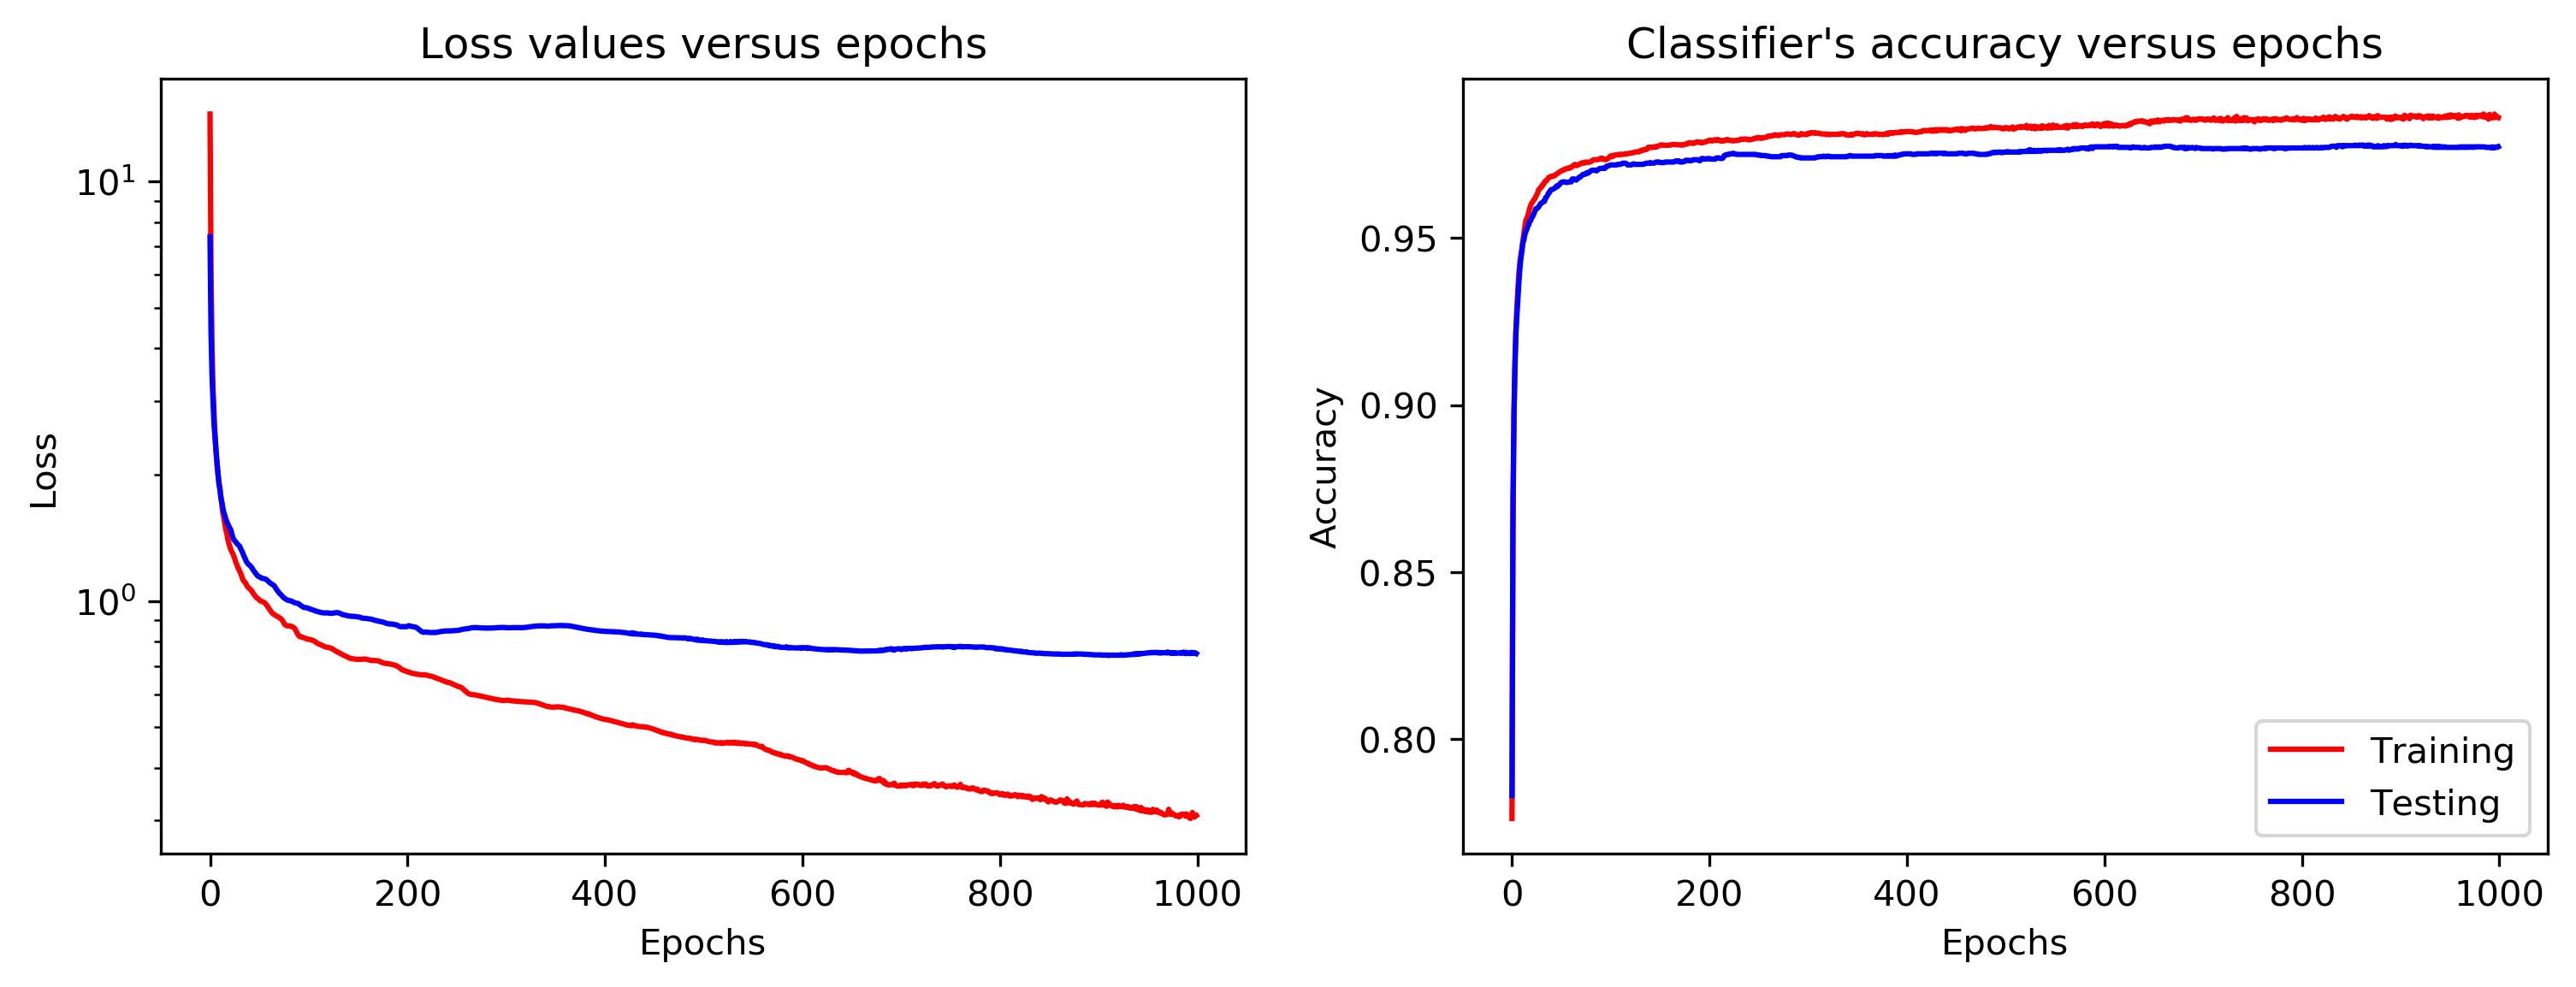 Loss values versus epochs
Loss
10¹
10⁰
0 200 400 600 800 1000
Epochs
Classifier's accuracy versus epochs
Accuracy
0.95
0.90
0.85
0.80
Training
Testing
0 200 400 600 800 1000
Epochs